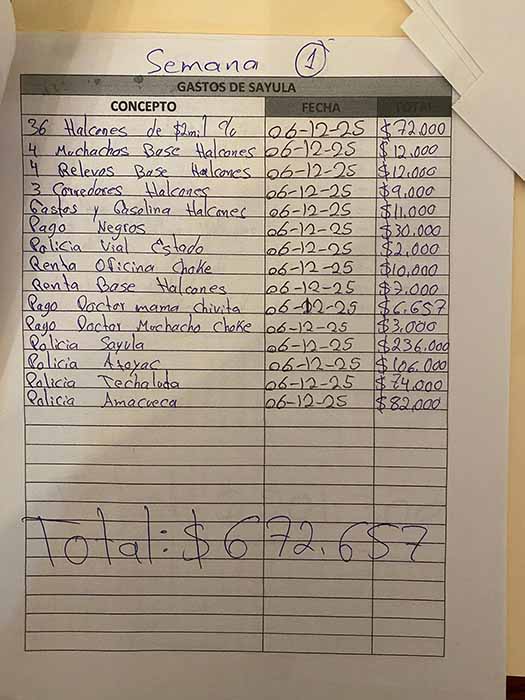 Semana 1
GASTOS DE SAYULA
CONCEPTO FECHA TOTAL
36 Halcones de $2mil % 06-12-25 $72.000
4 Muchachos Base Halcones 06-12-25 $12,000
4 Relevos Base Halcones 06-12-25 $12.000
3 Corredores Halcones 06-12-25 $9,000
Gastos y Gasolina Halcones 06-12-25 $11,000
Pago Negros 06-12-25 $30.000
Policia Vial Estado 06-12-25 $2,000
Renta Oficina Choke 06-12-25 $10,000
Renta Base Halcones 06-12-25 $7.000
Pago Doctor mama Chivita 06-12-25 $6.657
Pago Doctor Muchacho Choke 06-12-25 $3,000
Policia Sayula 06-12-25 $236.000
Policia Atoyac 06-12-25 $106.000
Policia Techaluda 06-12-25 $74.000
Policia Amacueca 06-12-25 $82,000
Total: $672.657